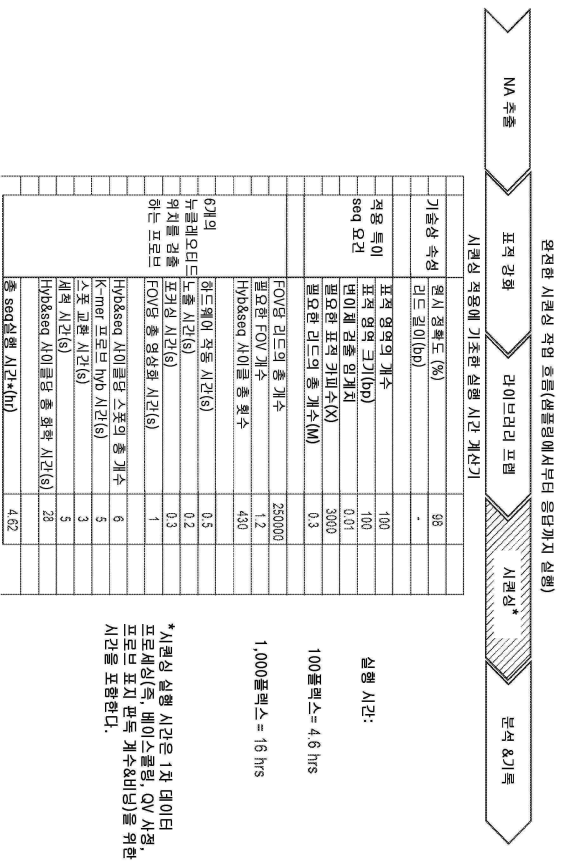 완전한 시퀀싱 작업 흐름(샘플링에서부터 응답까지 실행)
NA 추출
표적 강화
라이브러리 프렙
시퀀싱*
분석 &기록
시퀀싱 적용에 기초한 실행 시간 계산기
기술상 속성
원시 정확도 (%) 98
리드 길이(bp) -
적용 특이
seq 요건
표적 영역의 개수 100
표적 영역 크기(bp) 100
변이체 검출 임계치 0.01
필요한 표적 카피수(X) 3000
필요한 리드의 총 개수(M) 0.3
FOV당 리드의 총 개수 250000
필요한 FOV 개수 1.2
Hyb&seq 사이클 총 횟수 430
6개의
뉴클레오티드
위치를 검출
하는 프로브
하드웨어 작동 시간(s) 0.5
노출 시간(s) 0.2
포커싱 시간(s) 0.3
FOV당 총 영상화 시간(s) 1
Hyb&seq 사이클당 스폿의 총 개수 6
K-mer 프로브 hyb 시간(s) 5
스폿 교환 시간(s) 3
세척 시간(s) 5
Hyb&seq 사이클당 총 화학 시간(s) 28
총 seq실행 시간*(hr) 4.62
실행 시간:
100플렉스= 4.6 hrs
1,000플렉스 = 16 hrs
*시퀀싱 실행 시간은 1차 데이터
프로세싱(즉, 베이스콜링, QV 사정,
프로브 표지 판독 계수&비닝)을 위한
시간을 포함한다.